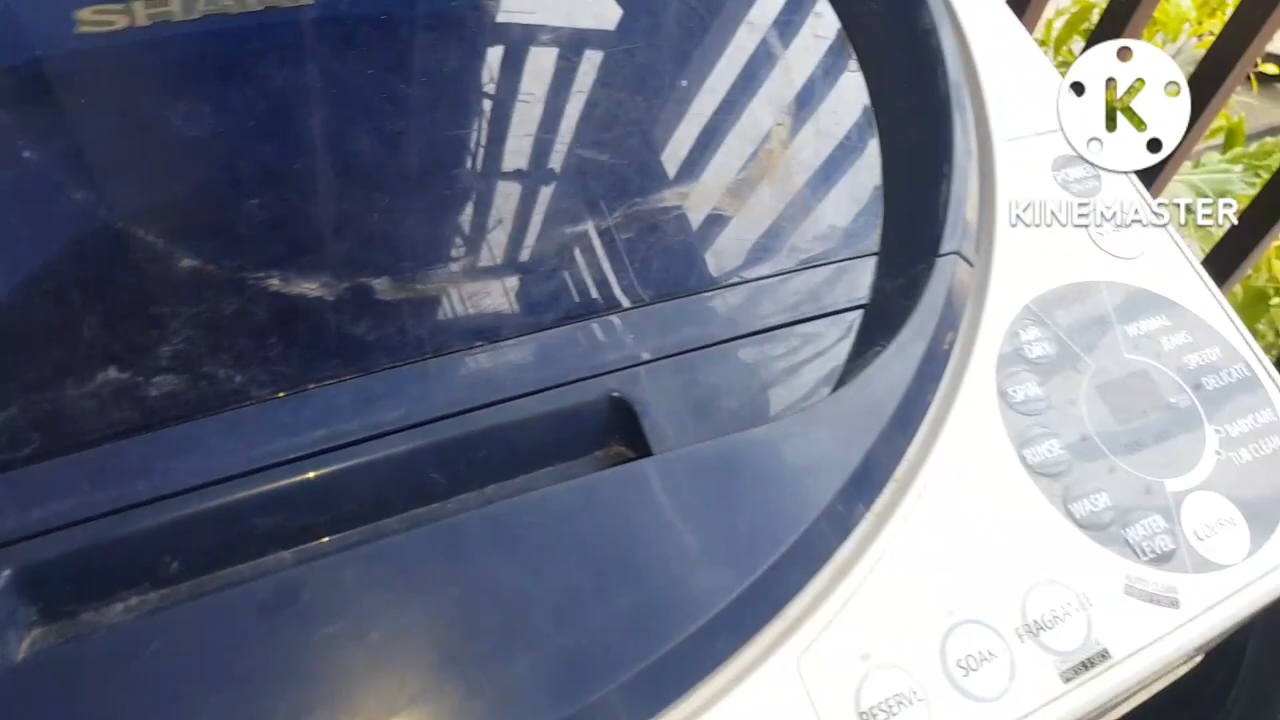 SHARP
KINEMASTER
POWER
AIR
DRY
SPIN
RINSE
WASH
WATER
LEVEL
NORMAL
JEANS
SPEEDY
DELICATE
BABYCARE
TUB CLEAN
COURSE
FRAGRANCE
SOAK
RESERVE